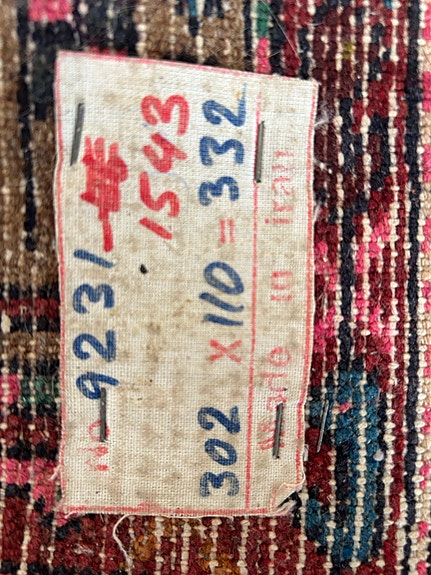 No 9231
1543
302 X 110 = 332
Made in Iran